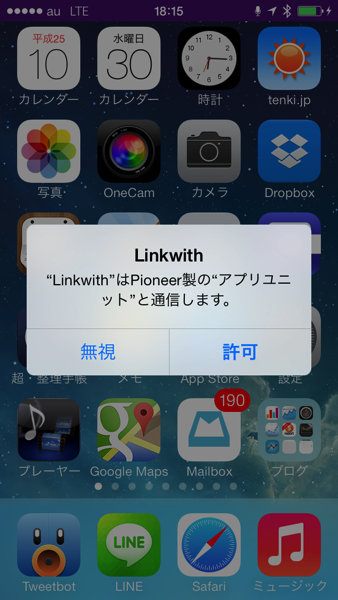 au LTE 18:15
平成25 水曜日
10 30
カレンダー カレンダー 時計 tenki.jp
写真 OneCam カメラ Dropbox
Linkwith
“Linkwith”はPioneer製の“アプリユニ
ット”と通信します。
無視 許可
超・整理手帳 メモ App Store 設定
190
プレーヤー Google Maps Mailbox ブログ
LINE
Tweetbot LINE Safari ミュージック